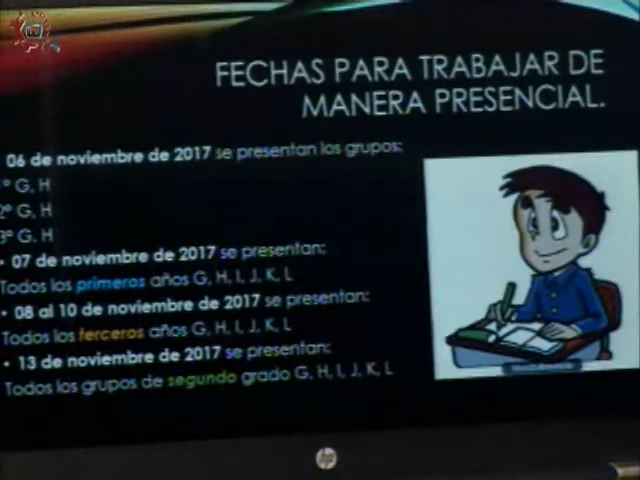 FECHAS PARA TRABAJAR DE
MANERA PRESENCIAL.
06 de noviembre de 2017 se presentan los grupos:
1° G, H
2° G, H
3° G. H
• 07 de noviembre de 2017 se presentan:
Todos los primeros años G, H, I, J, K, L
• 08 al 10 de noviembre de 2017 se presentan:
Todos los terceros años G, H, I, J, K, L
• 13 de noviembre de 2017 se presentan:
Todos los grupos de segundo grado G, H, I, J, K, L
hp